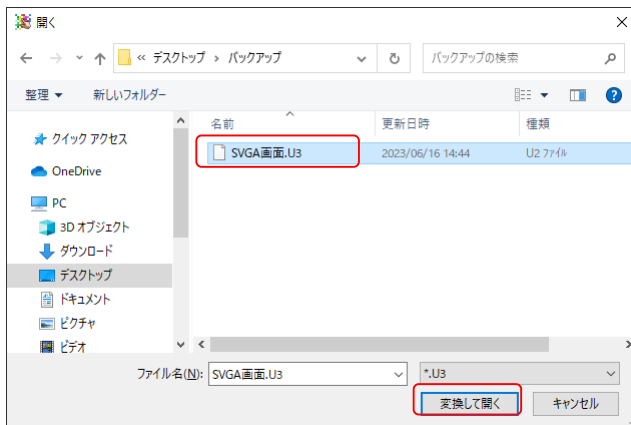 開く
« デスクトップ › バックアップ
バックアップの検索
整理 ▼ 新しいフォルダー
名前 更新日時 種類
SVGA画面.U3 2023/06/16 14:44 U2 ファイル
クイック アクセス
OneDrive
PC
3D オブジェクト
ダウンロード
デスクトップ
ドキュメント
ピクチャ
ビデオ
ファイル名(N): SVGA画面.U3 *.U3
変換して開く キャンセル